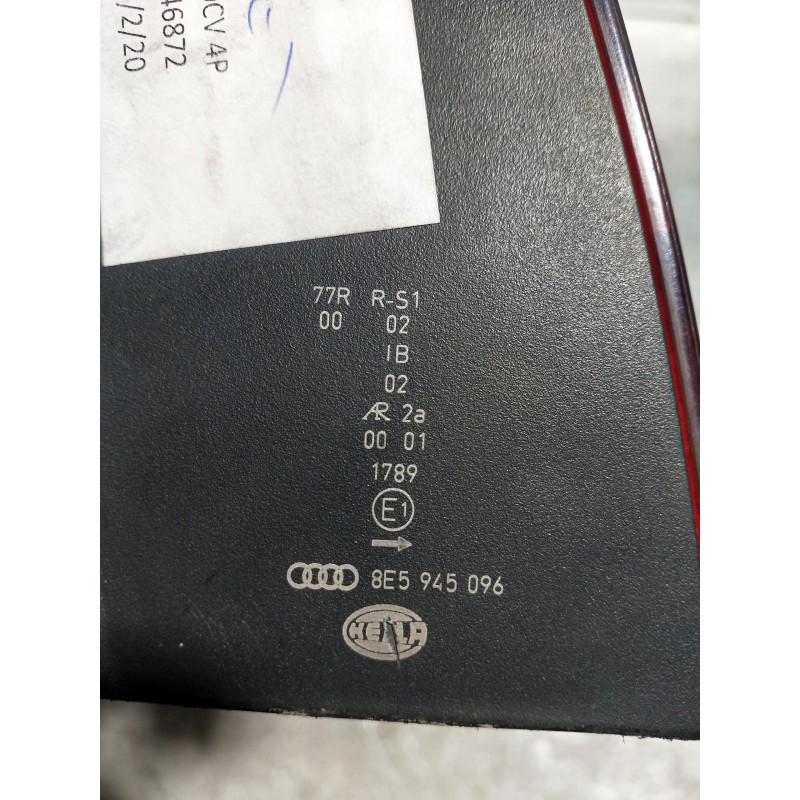 CV 4P
46872
/2/20
77R R-S1
00 02
IB
02
AR 2a
00 01
1789
E1
8E5 945 096
HELLA